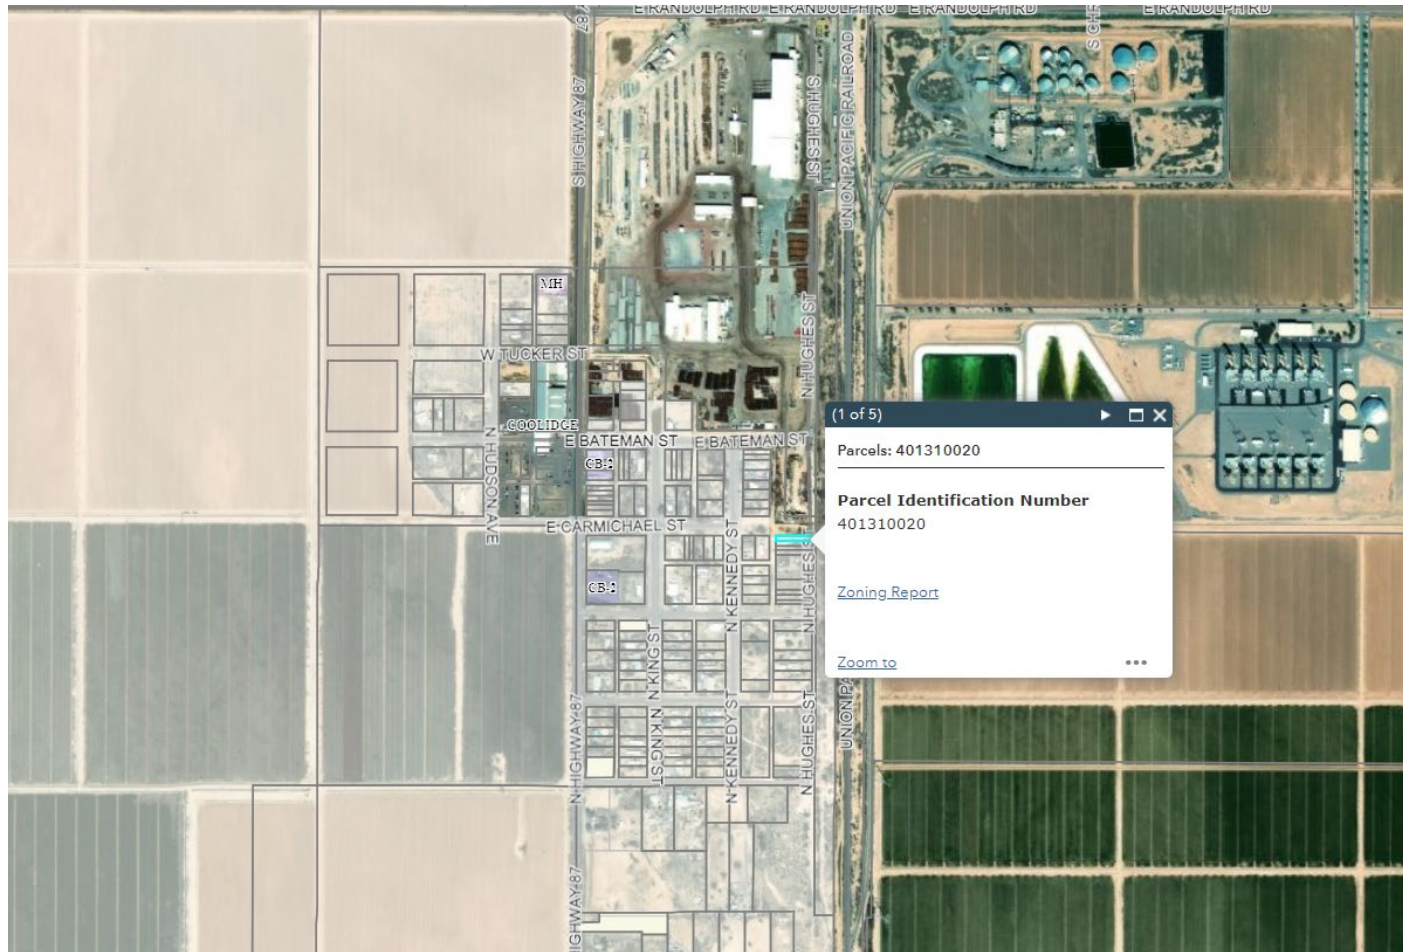 E RANDOLPH RD
E RANDOLPH RD
E RANDOLPH RD
E RANDOLPH RD
S HIGHWAY 87
S HUGHES ST
UNION PACIFIC RAILROAD
MH
N HUGHES ST
W TUCKER ST
COOLIDGE
E BATEMAN ST
E BATEMAN ST
CB-2
N HUDSON AVE
E CARMICHAEL ST
N KENNEDY ST
N HUGHES ST
CB-2
N KING ST
N KING ST
N KENNEDY ST
N HUGHES ST
N HIGHWAY 87
(1 of 5)
Parcels: 401310020
Parcel Identification Number
401310020
Zoning Report
Zoom to